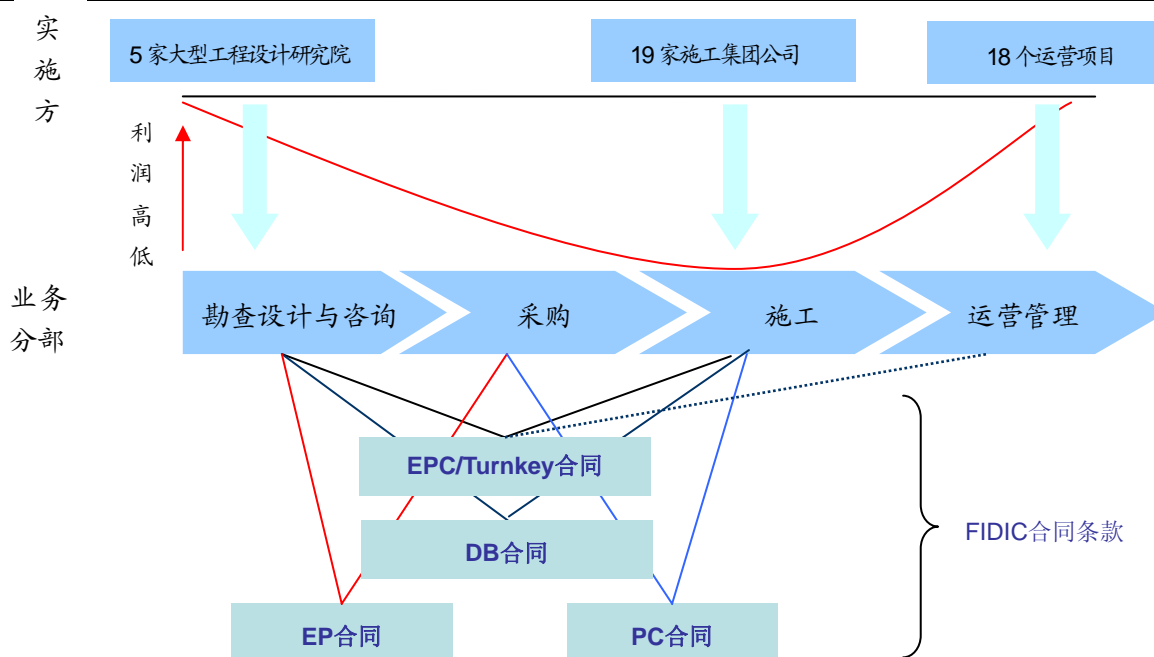 实施方
5 家大型工程设计研究院
19 家施工集团公司
18 个运营项目
利润高低
业务
分部
勘查设计与咨询
采购
施工
运营管理
EPC/Turnkey合同
DB合同
FIDIC合同条款
EP合同
PC合同